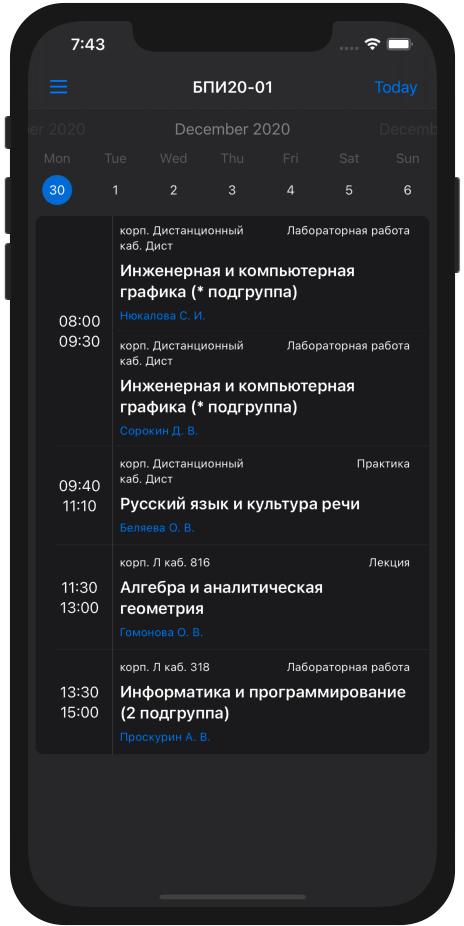 7:43
БПИ20-01
Today
er 2020
December 2020
Decemb
Mon Tue Wed Thu Fri Sat Sun
30 1 2 3 4 5 6
08:00
09:30
корп. Дистанционный
каб. Дист
Лабораторная работа
Инженерная и компьютерная
графика (* подгруппа)
Нюкалова С. И.
корп. Дистанционный
каб. Дист
Лабораторная работа
Инженерная и компьютерная
графика (* подгруппа)
Сорокин Д. В.
09:40
11:10
корп. Дистанционный
каб. Дист
Практика
Русский язык и культура речи
Беляева О. В.
11:30
13:00
корп. Л каб. 816
Лекция
Алгебра и аналитическая
геометрия
Гомонова О. В.
13:30
15:00
корп. Л каб. 318
Лабораторная работа
Информатика и программирование
(2 подгруппа)
Проскурин А. В.